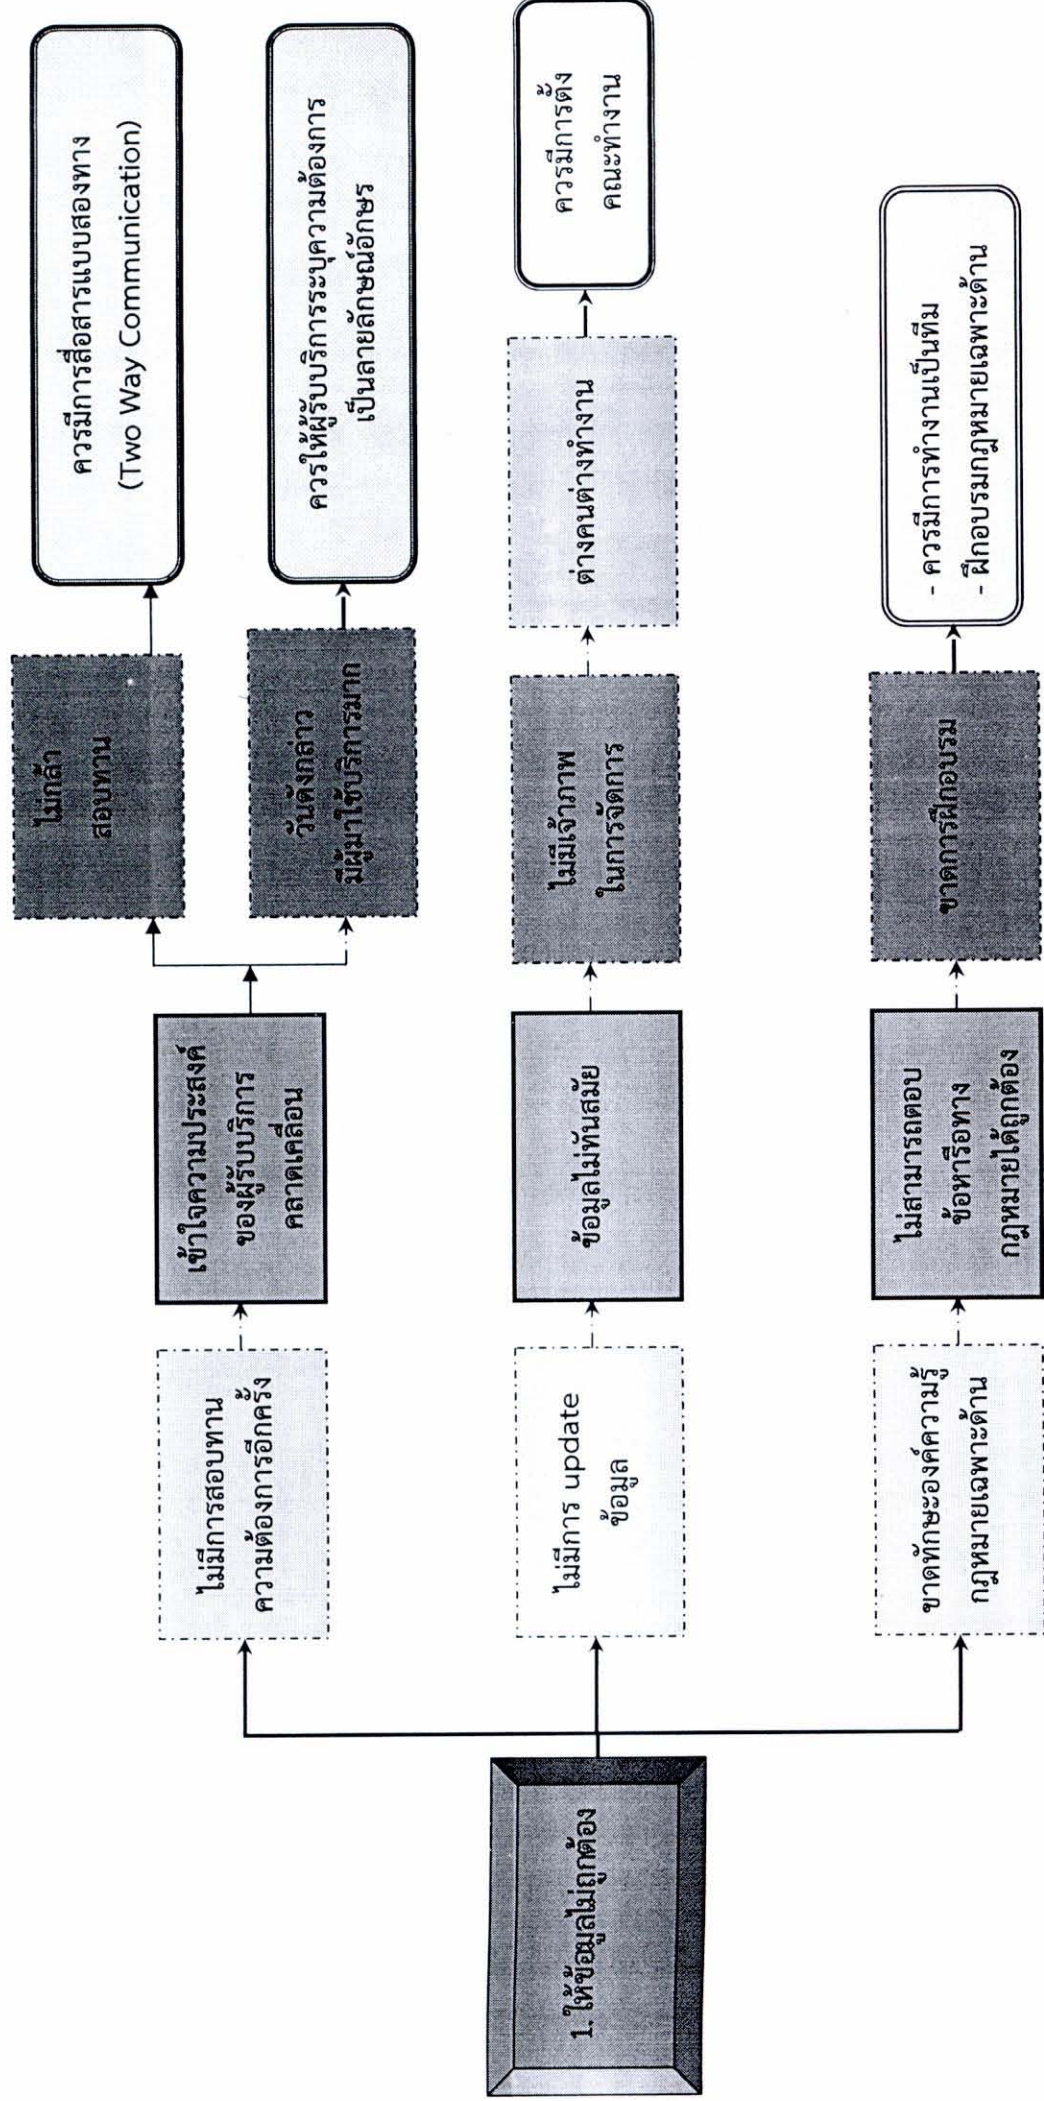 1. ให้ข้อมูลไม่ถูกต้อง
ไม่มีการสอบทาน
ความต้องการอีกครั้ง
เข้าใจความประสงค์
ของผู้รับบริการ
คลาดเคลื่อน
ไม่กล้า
สอบทาน
ควรมีการสื่อสารแบบสองทาง
(Two Way Communication)
วันดังกล่าว
มีผู้มาใช้บริการมาก
ควรให้ผู้รับบริการระบุความต้องการ
เป็นลายลักษณ์อักษร
ไม่มีการ update
ข้อมูล
ข้อมูลไม่ทันสมัย
ไม่มีเจ้าภาพ
ในการจัดการ
ต่างคนต่างทำงาน
ควรมีการตั้ง
คณะทำงาน
ขาดทักษะองค์ความรู้
กฎหมายเฉพาะด้าน
ไม่สามารถตอบ
ข้อหารือทาง
กฎหมายได้ถูกต้อง
ขาดการฝึกอบรม
- ควรมีการทำงานเป็นทีม
- ฝึกอบรมกฎหมายเฉพาะด้าน